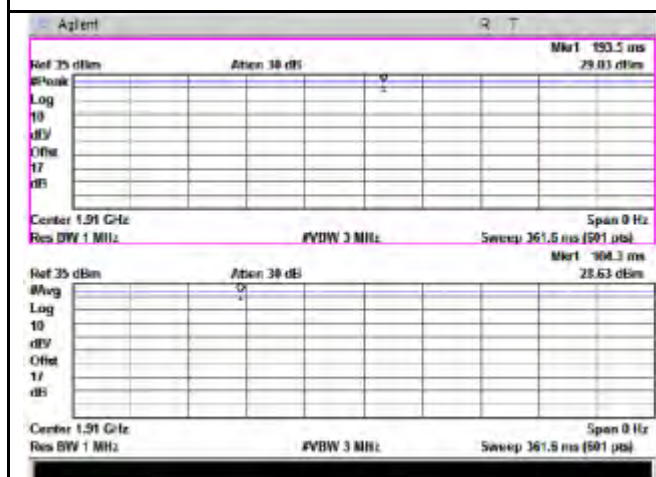 Agilent R T
Mkr1 193.5 ms
Ref 35 dBm Atten 30 dB 29.03 dBm
#Peak
Log
10
dB/
Offst
17
dB
Center 1.91 GHz Span 0 Hz
Res BW 1 MHz #VBW 3 MHz Sweep 361.6 ms (601 pts)
Mkr1 104.3 ms
Ref 35 dBm Atten 30 dB 28.63 dBm
#Avg
Log
10
dB/
Offst
17
dB
Center 1.91 GHz Span 0 Hz
Res BW 1 MHz #VBW 3 MHz Sweep 361.6 ms (601 pts)